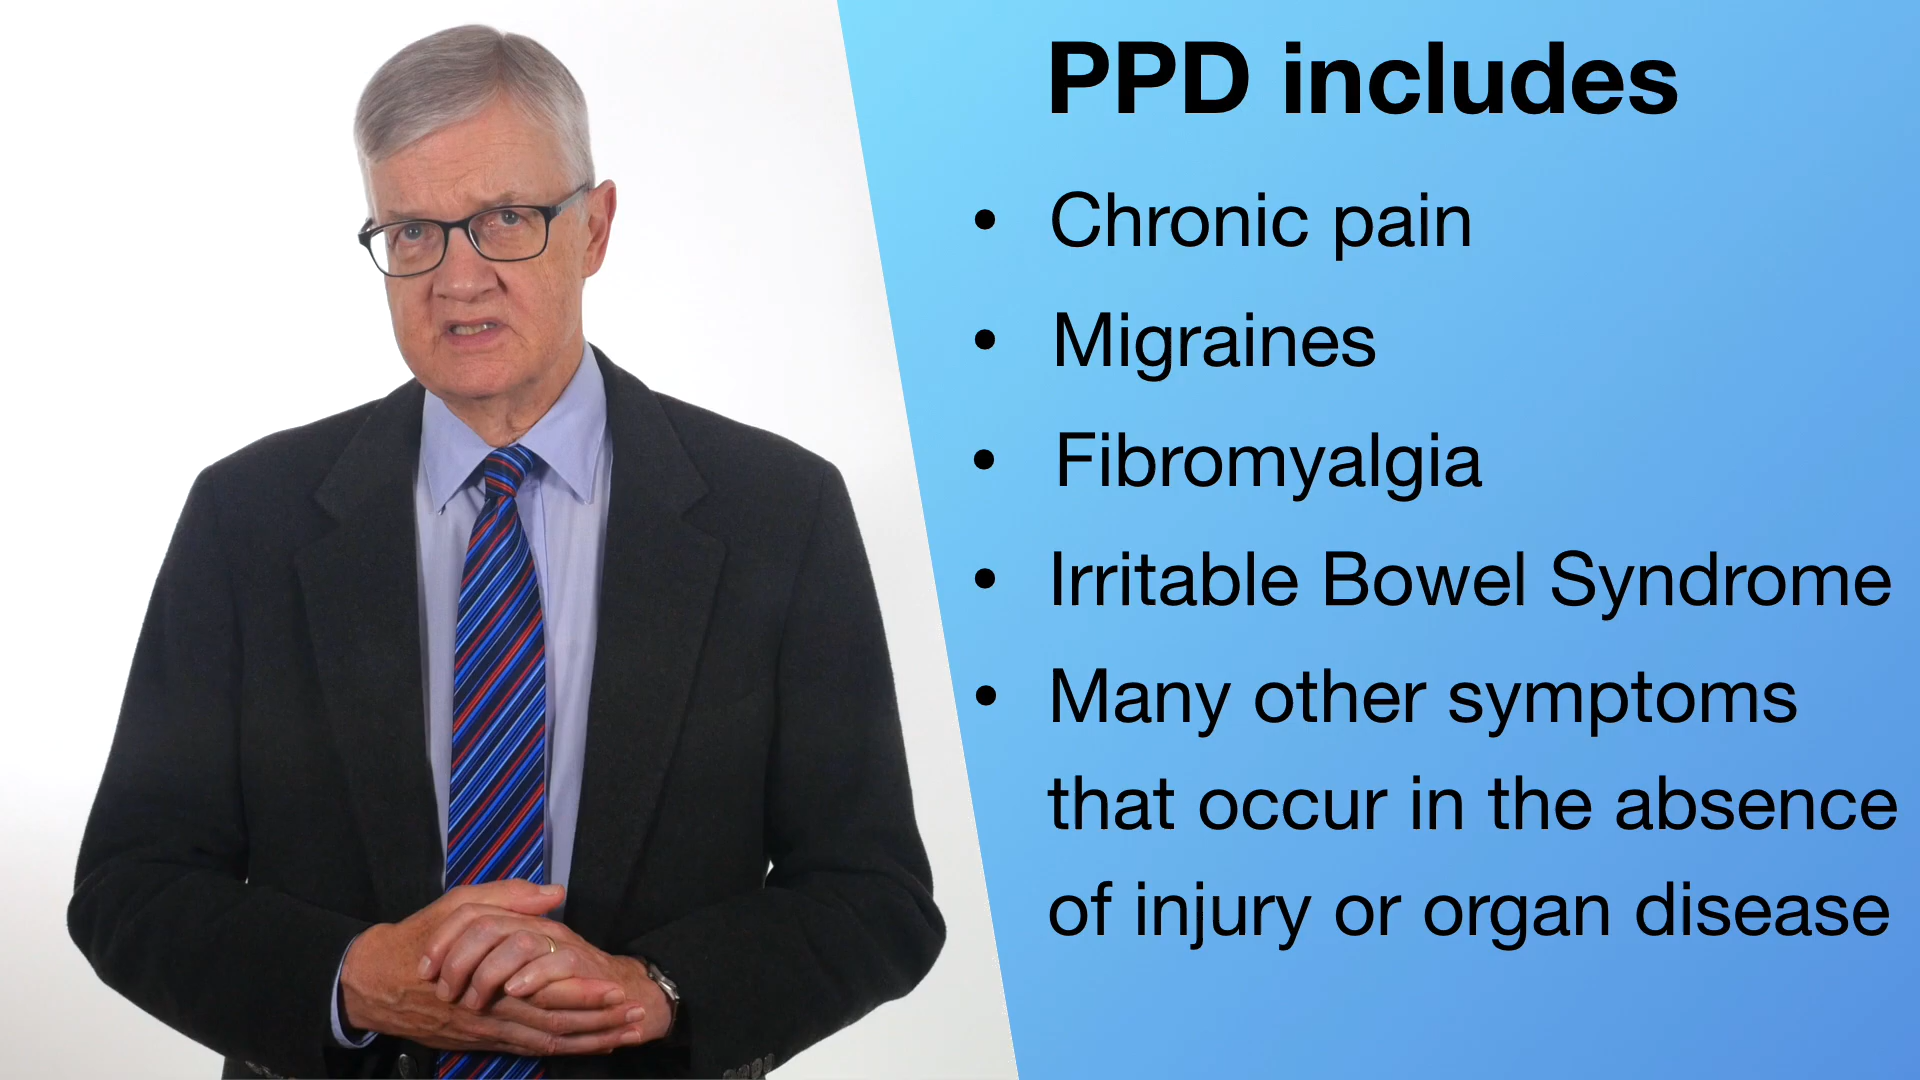 PPD includes
• Chronic pain
• Migraines
• Fibromyalgia
• Irritable Bowel Syndrome
• Many other symptoms
that occur in the absence
of injury or organ disease